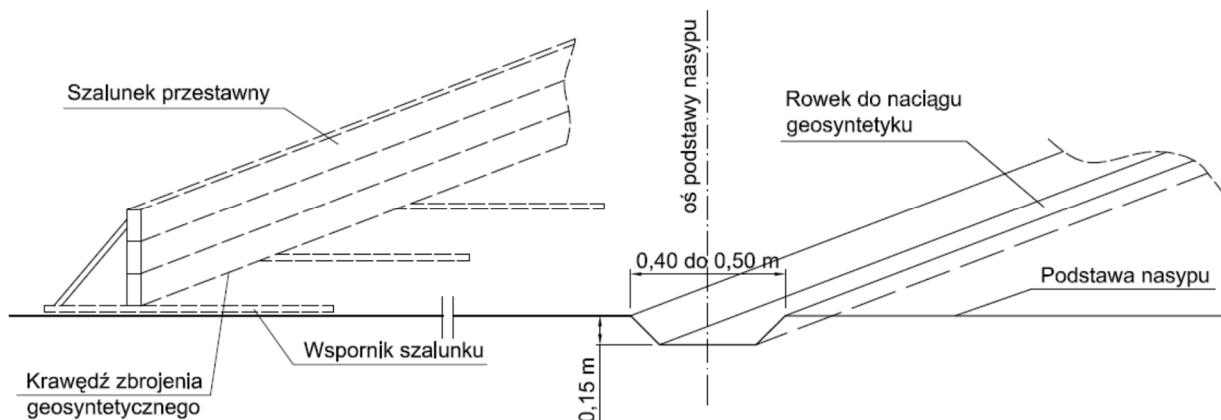 Szalunek przestawny
oś podstawy nasypu
Rowek do naciągu
geosyntetyku
0,40 do 0,50 m
Podstawa nasypu
Wspornik szalunku
Krawędź zbrojenia
geosyntetycznego
0,15 m